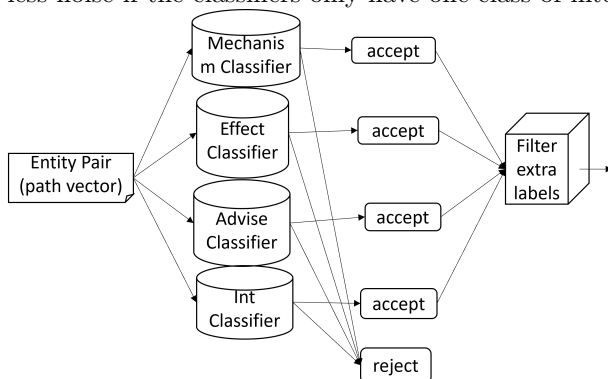 less noise if the classifiers only have one class of inte
Mechanis
m Classifier
accept
Effect
Classifier
accept
Entity Pair
(path vector)
Filter
extra
labels
Advise
Classifier
accept
Int
Classifier
accept
reject